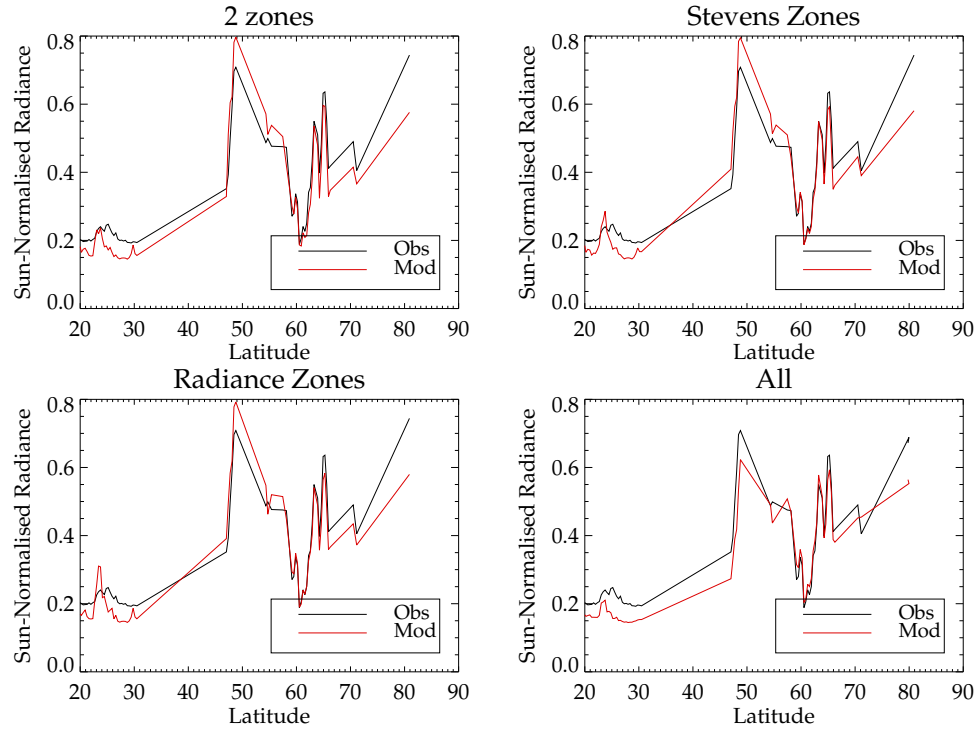 2 zones
Sun-Normalised Radiance
0.8
0.6
0.4
0.2
0.0
Obs
Mod
20 30 40 50 60 70 80 90
Latitude
Stevens Zones
Sun-Normalised Radiance
0.8
0.6
0.4
0.2
0.0
Obs
Mod
20 30 40 50 60 70 80 90
Latitude
Radiance Zones
Sun-Normalised Radiance
0.8
0.6
0.4
0.2
0.0
Obs
Mod
20 30 40 50 60 70 80 90
Latitude
All
Sun-Normalised Radiance
0.8
0.6
0.4
0.2
0.0
Obs
Mod
20 30 40 50 60 70 80 90
Latitude